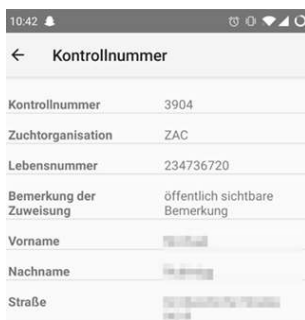 10:42
Kontrollnummer
Kontrollnummer 3904
Zuchtorganisation ZAC
Lebensnummer 234736720
Bemerkung der öffentlich sichtbare
Zuweisung Bemerkung
Vorname
Nachname
Straße